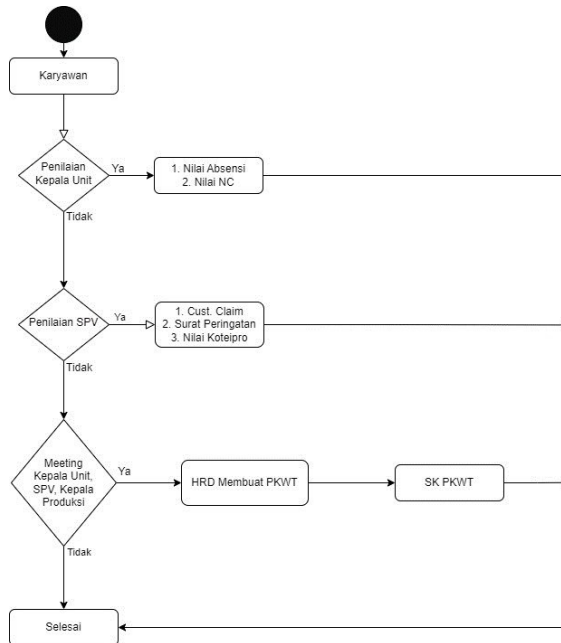 Karyawan
Penilaian
Kepala Unit
Ya
1. Nilai Absensi
2. Nilai NC
Tidak
Penilaian SPV
Ya
1. Cust. Claim
2. Surat Peringatan
3. Nilai Koteipro
Tidak
Meeting
Kepala Unit,
SPV, Kepala
Produksi
Ya
HRD Membuat PKWT
SK PKWT
Tidak
Selesai